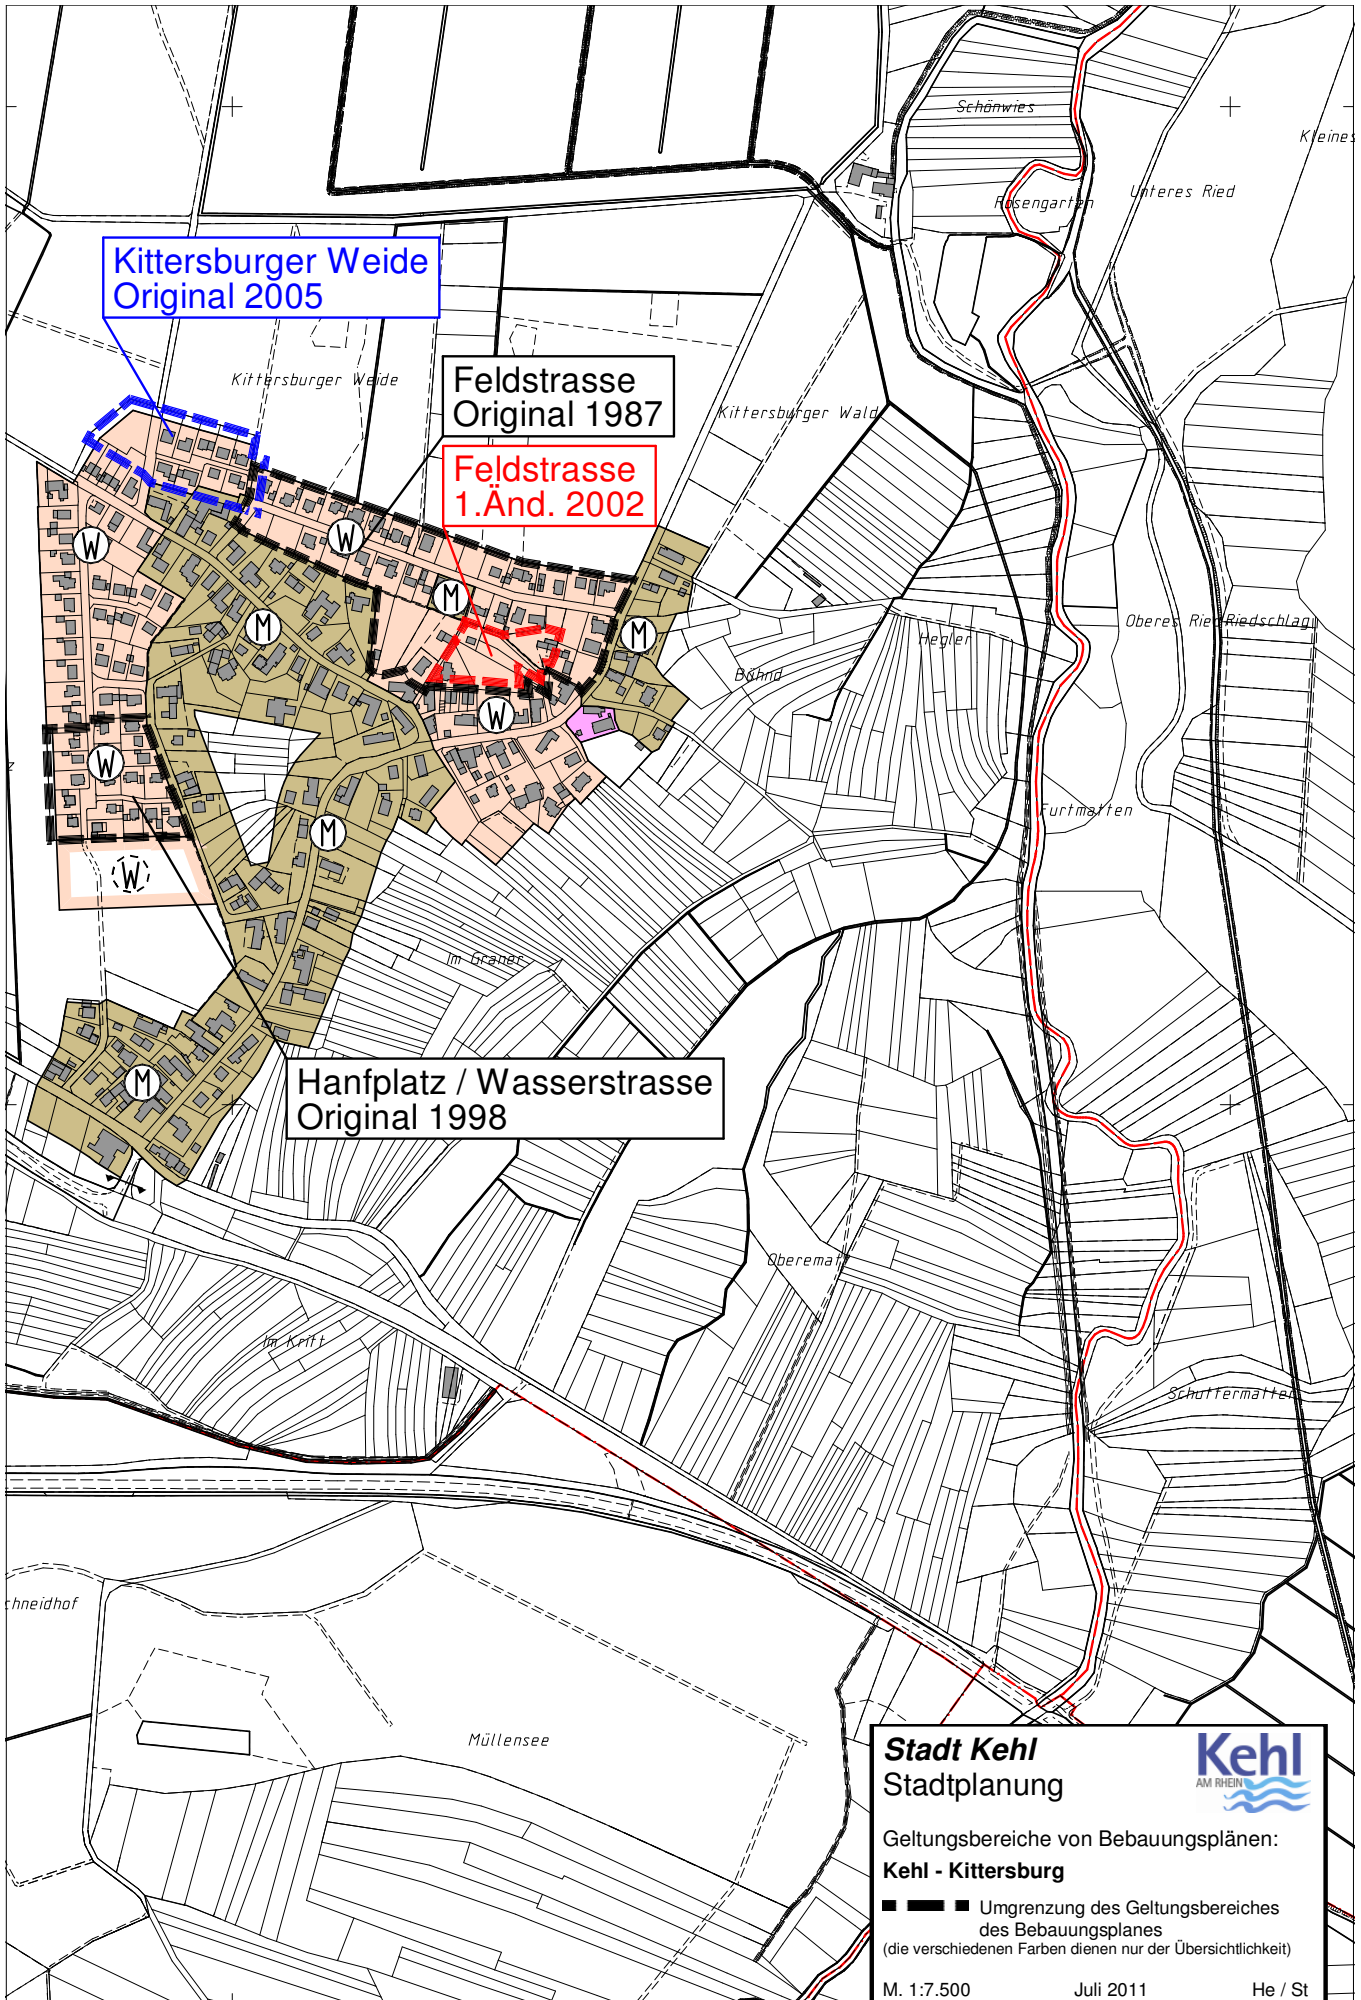 Schönwies
Kleines
Unteres Ried
Rosengarten
Kittersburger Weide
Original 2005
Kittersburger Weide
Feldstrasse
Original 1987
Kittersburger Wald
Feldstrasse
1.Änd. 2002
W
W
M
M
M
Oberes Ried
Riedschlag
Hegler
Bühnd
W
W
Furtmatten
M
W
Im Graner
Hanfplatz / Wasserstrasse
Original 1998
M
Oberematt
Im Kritt
Schuttermatten
chneidhof
Müllensee
Stadt Kehl
Stadtplanung
Kehl
AM RHEIN
Geltungsbereiche von Bebauungsplänen:
Kehl - Kittersburg
Umgrenzung des Geltungsbereiches
des Bebauungsplanes
(die verschiedenen Farben dienen nur der Übersichtlichkeit)
M. 1:7.500 Juli 2011 He / St